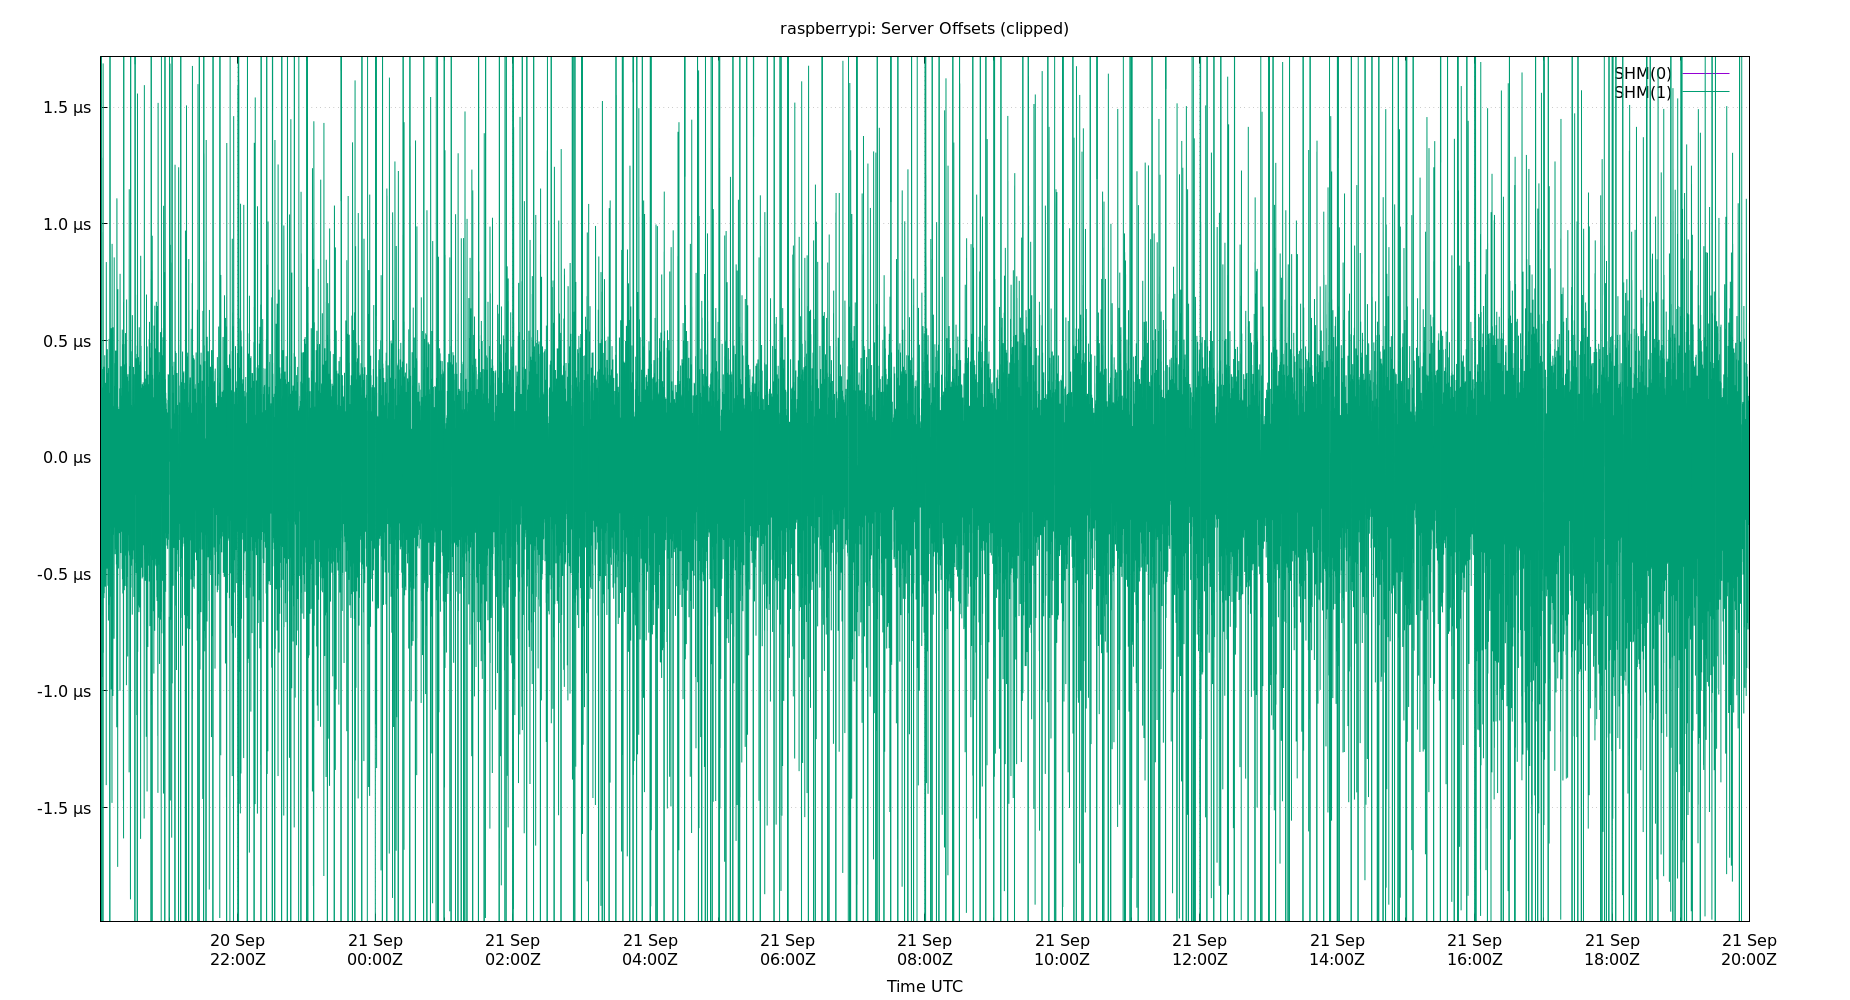 raspberrypi: Server Offsets (clipped)
SHM(0)
SHM(1)
1.5 µs
1.0 µs
0.5 µs
0.0 µs
-0.5 µs
-1.0 µs
-1.5 µs
20 Sep 21 Sep 21 Sep 21 Sep 21 Sep 21 Sep 21 Sep 21 Sep 21 Sep 21 Sep 21 Sep 21 Sep
22:00Z 00:00Z 02:00Z 04:00Z 06:00Z 08:00Z 10:00Z 12:00Z 14:00Z 16:00Z 18:00Z 20:00Z
Time UTC